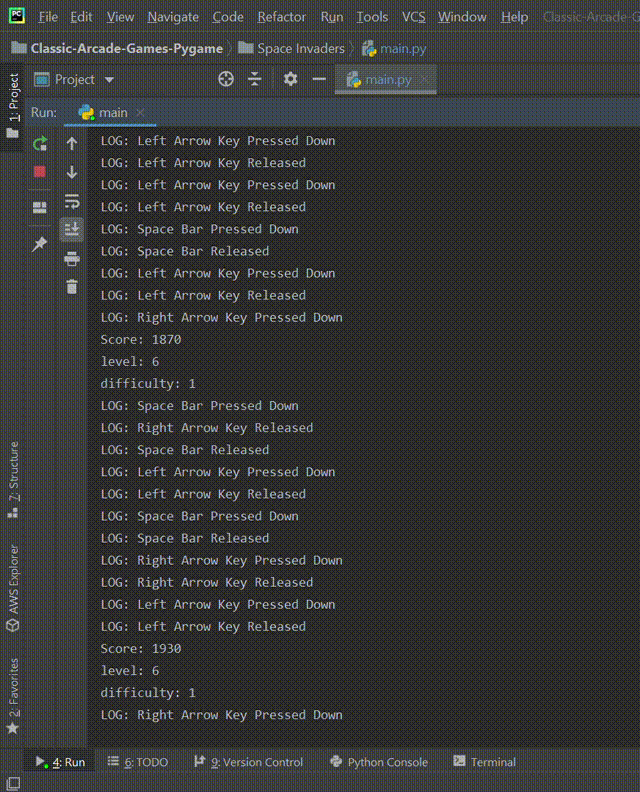 PC File Edit View Navigate Code Refactor Run Tools VCS Window Help Classic-Arcade-Games-Pygame
Classic-Arcade-Games-Pygame Space Invaders main.py
Project main.py
1: Project
Run: main
LOG: Left Arrow Key Pressed Down
LOG: Left Arrow Key Released
LOG: Left Arrow Key Pressed Down
LOG: Left Arrow Key Released
LOG: Space Bar Pressed Down
LOG: Space Bar Released
LOG: Left Arrow Key Pressed Down
LOG: Left Arrow Key Released
LOG: Right Arrow Key Pressed Down
Score: 1870
level: 6
difficulty: 1
LOG: Space Bar Pressed Down
LOG: Right Arrow Key Released
LOG: Space Bar Released
LOG: Left Arrow Key Pressed Down
LOG: Left Arrow Key Released
LOG: Space Bar Pressed Down
LOG: Space Bar Released
LOG: Right Arrow Key Pressed Down
LOG: Right Arrow Key Released
LOG: Left Arrow Key Pressed Down
LOG: Left Arrow Key Released
Score: 1930
level: 6
difficulty: 1
LOG: Right Arrow Key Pressed Down
7: Structure
AWS Explorer
2: Favorites
4: Run 6: TODO 9: Version Control Python Console Terminal